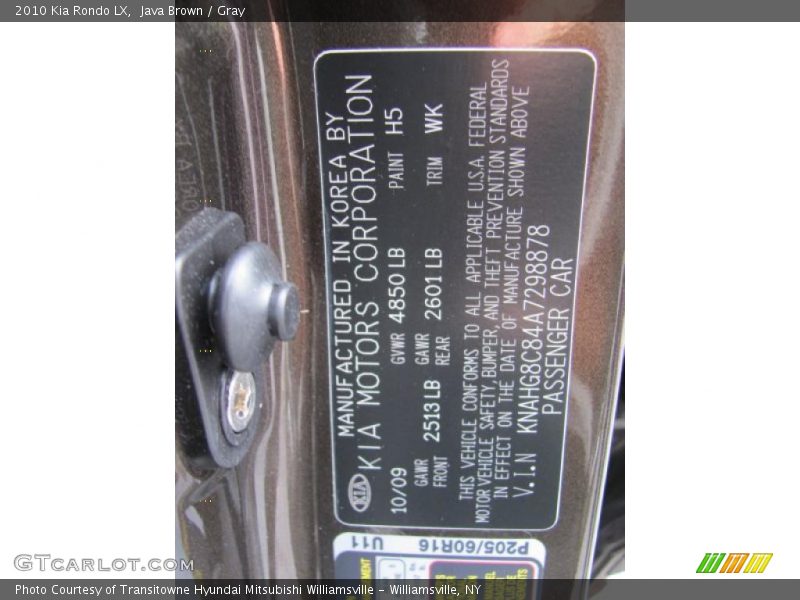 2010 Kia Rondo LX, Java Brown / Gray
MANUFACTURED IN KOREA BY
KIA KIA MOTORS CORPORATION
10/09 GVWR 4850 LB PAINT H5
GAWR FRONT 2513 LB GAWR REAR 2601 LB TRIM WK
THIS VEHICLE CONFORMS TO ALL APPLICABLE U.S.A. FEDERAL
MOTOR VEHICLE SAFETY, BUMPER, AND THEFT PREVENTION STANDARDS
IN EFFECT ON THE DATE OF MANUFACTURE SHOWN ABOVE
V.I.N KNAHG8C84A7298878
PASSENGER CAR
U11
P205/60R16
GTCarLot.com
Photo Courtesy of Transitowne Hyundai Mitsubishi Williamsville - Williamsville, NY